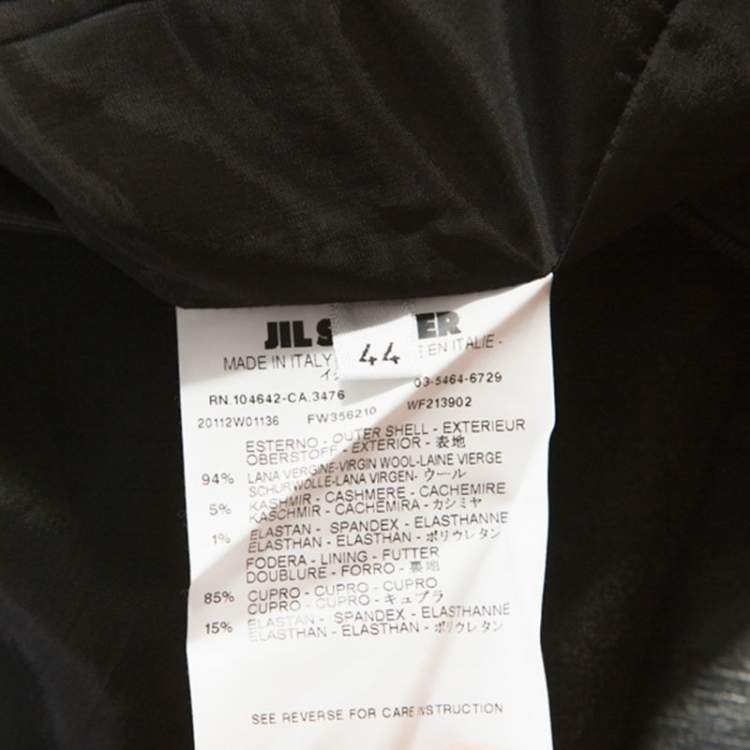 JIL S ER
44
MADE IN ITALY EN ITALIE -
03-5464-6729
RN.104642-CA.3476
20112W01136 FW356210 WF213902
ESTERNO - OUTER SHELL - EXTERIEUR
OBERSTOFF - EXTERIOR - 表地
94% LANA VERGINE-VIRGIN WOOL-LAINE VIERGE
SCHURWOLLE-LANA VIRGEN- ウール
5% KASHMIR - CASHMERE - CACHEMIRE
KASCHMIR - CACHEMIRA - カシミヤ
1% ELASTAN - SPANDEX - ELASTHANNE
ELASTHAN - ELASTHAN - ポリウレタン
FODERA - LINING - FUTTER
DOUBLURE - FORRO - 裏地
85% CUPRO - CUPRO - CUPRO
CUPRO - CUPRO - キュプラ
15% ELASTAN - SPANDEX - ELASTHANNE
ELASTHAN - ELASTHAN - ポリウレタン
SEE REVERSE FOR CARE INSTRUCTION